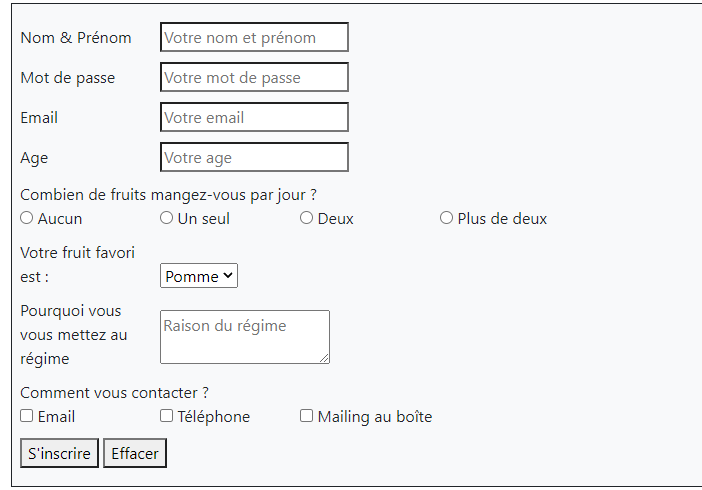 Nom & Prénom Votre nom et prénom
Mot de passe Votre mot de passe
Email Votre email
Age Votre age
Combien de fruits mangez-vous par jour ?
Aucun Un seul Deux Plus de deux
Votre fruit favori
est : Pomme
Pourquoi vous
vous mettez au
régime
Raison du régime
Comment vous contacter ?
Email Téléphone Mailing au boîte
S'inscrire Effacer